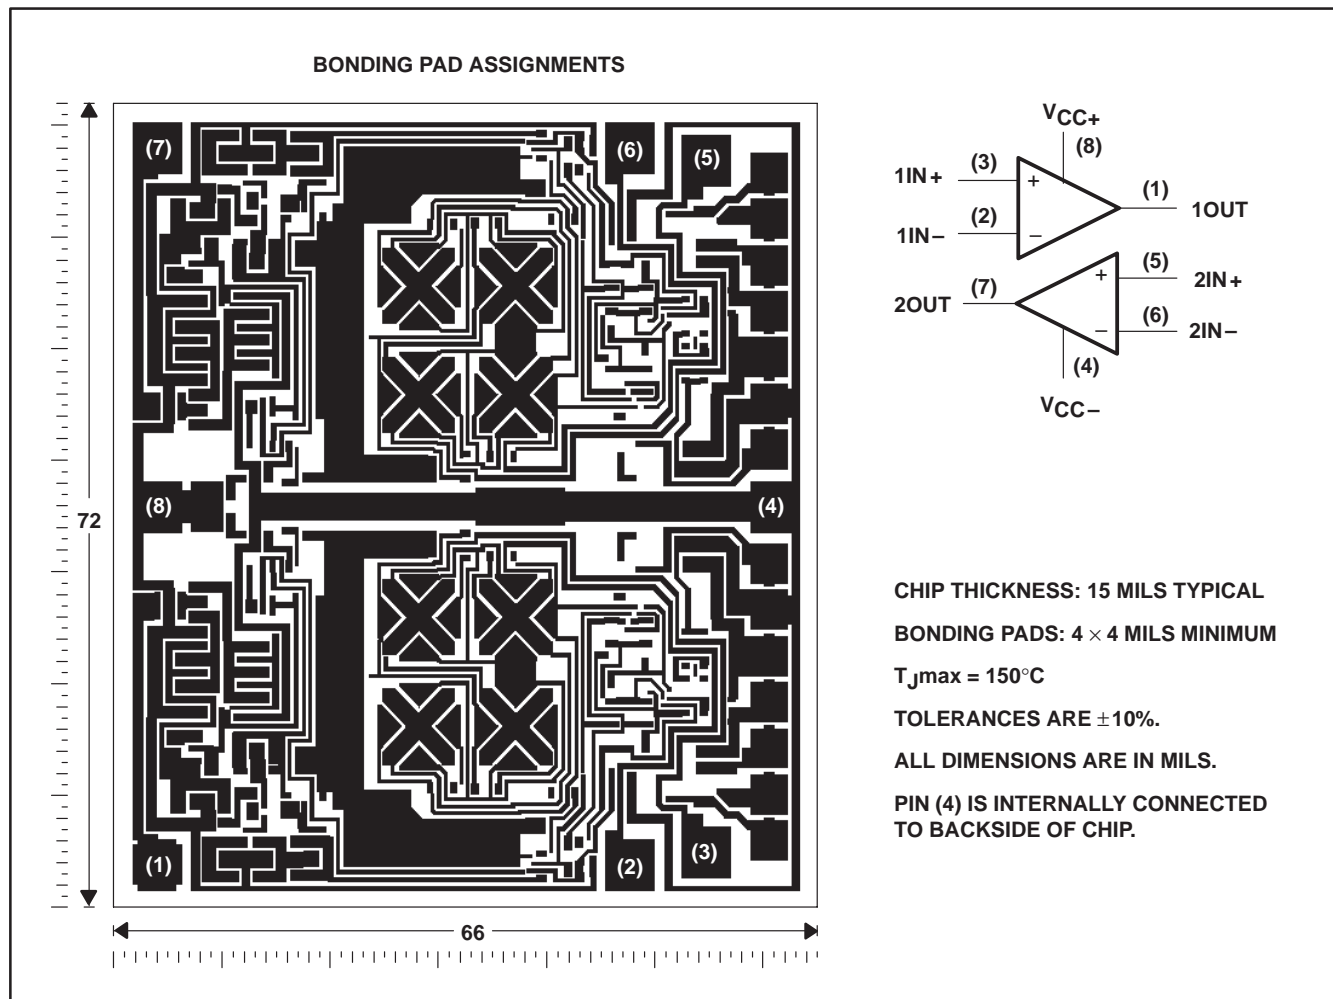 BONDING PAD ASSIGNMENTS
(7)
(6)
(5)
(8)
(4)
(1)
(2)
(3)
72
66
VCC+
(8)
(3)
1IN+
+
(1)
1OUT
(2)
1IN−
−
(5)
+
2IN+
(7)
2OUT
(6)
−
2IN−
(4)
VCC−
CHIP THICKNESS: 15 MILS TYPICAL
BONDING PADS: 4 × 4 MILS MINIMUM
TJmax = 150°C
TOLERANCES ARE ±10%.
ALL DIMENSIONS ARE IN MILS.
PIN (4) IS INTERNALLY CONNECTED
TO BACKSIDE OF CHIP.